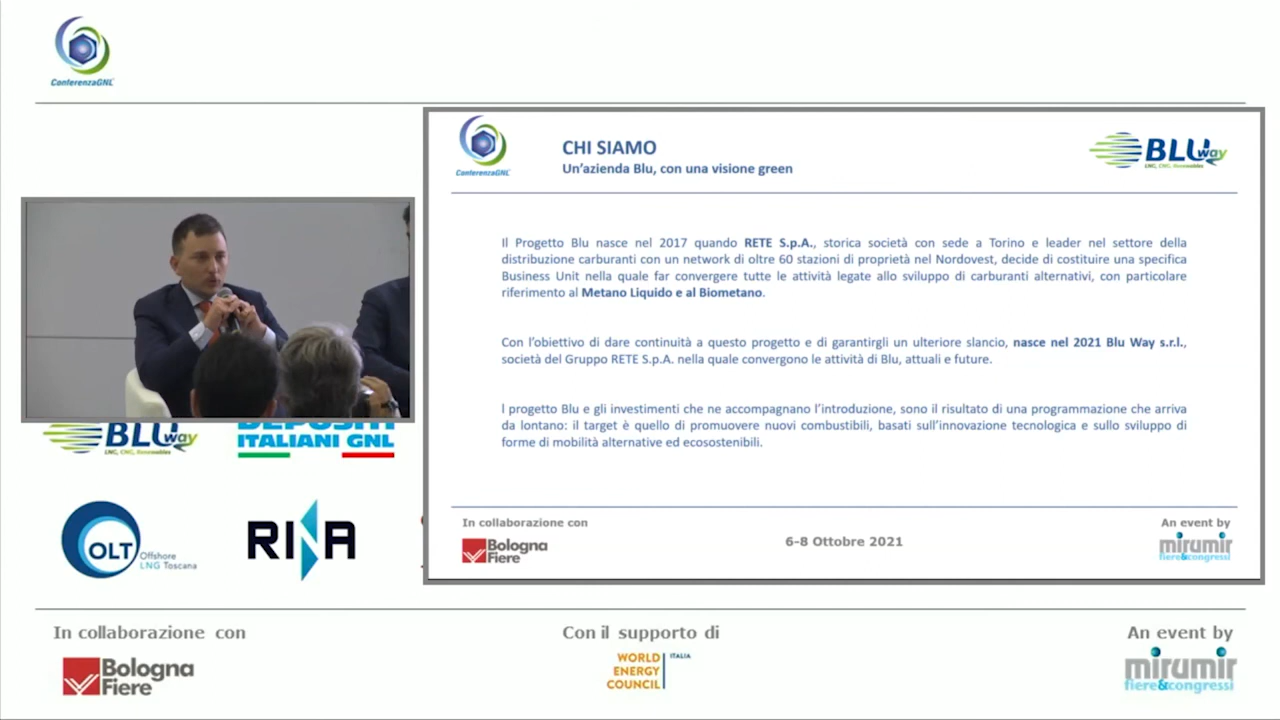 ConferenzaGNL
ConferenzaGNL
CHI SIAMO
Un'azienda Blu, con una visione green
BLUway
LNG, CNG, Renewables
Il Progetto Blu nasce nel 2017 quando RETE S.p.A., storica società con sede a Torino e leader nel settore della
distribuzione carburanti con un network di oltre 60 stazioni di proprietà nel Nordovest, decide di costituire una specifica
Business Unit nella quale far convergere tutte le attività legate allo sviluppo di carburanti alternativi, con particolare
riferimento al Metano Liquido e al Biometano.
Con l'obiettivo di dare continuità a questo progetto e di garantirgli un ulteriore slancio, nasce nel 2021 Blu Way s.r.l.,
società del Gruppo RETE S.p.A. nella quale convergono le attività di Blu, attuali e future.
l progetto Blu e gli investimenti che ne accompagnano l'introduzione, sono il risultato di una programmazione che arriva
da lontano: il target è quello di promuovere nuovi combustibili, basati sull'innovazione tecnologica e sullo sviluppo di
forme di mobilità alternative ed ecosostenibili.
In collaborazione con
Bologna
Fiere
6-8 Ottobre 2021
An event by
mirumir
fiere&congressi
BLUway
LNG, CNG, Renewables
DEPOSITI
ITALIANI GNL
OLT
Offshore
LNG Toscana
RINA
In collaborazione con
Bologna
Fiere
Con il supporto di
WORLD
ENERGY
COUNCIL
ITALIA
An event by
mirumir
fiere&congressi